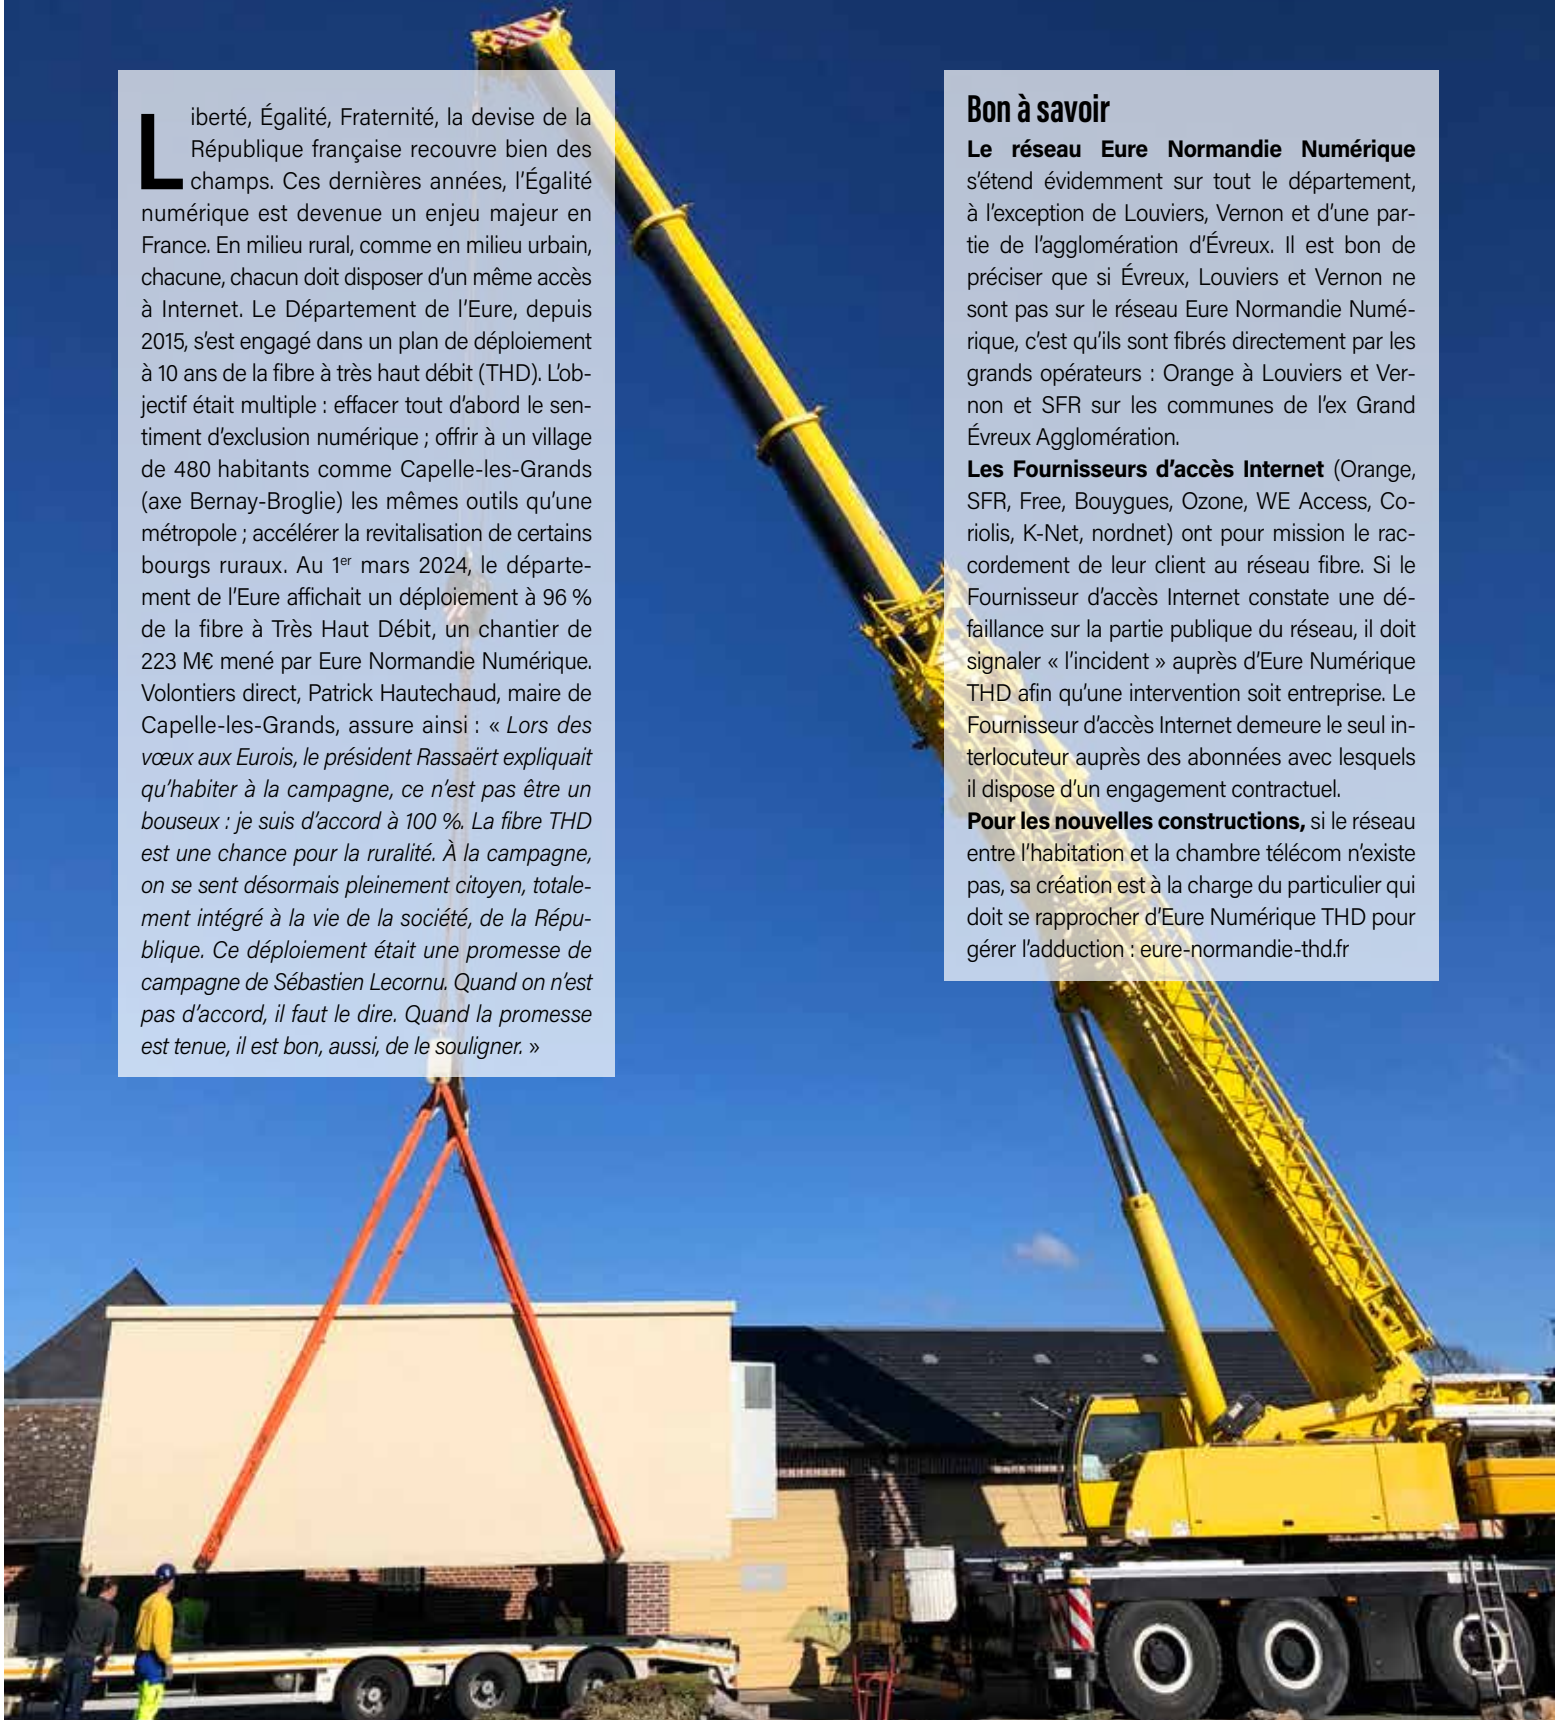 Liberté, Égalité, Fraternité, la devise de la
République française recouvre bien des
champs. Ces dernières années, l'Égalité
numérique est devenue un enjeu majeur en
France. En milieu rural, comme en milieu urbain,
chacune, chacun doit disposer d'un même accès
à Internet. Le Département de l'Eure, depuis
2015, s'est engagé dans un plan de déploiement
à 10 ans de la fibre à très haut débit (THD). L'ob-
jectif était multiple : effacer tout d'abord le sen-
timent d'exclusion numérique ; offrir à un village
de 480 habitants comme Capelle-les-Grands
(axe Bernay-Broglie) les mêmes outils qu'une
métropole ; accélérer la revitalisation de certains
bourgs ruraux. Au 1er mars 2024, le départe-
ment de l'Eure affichait un déploiement à 96 %
de la fibre à Très Haut Débit, un chantier de
223 M€ mené par Eure Normandie Numérique.
Volontiers direct, Patrick Hautechaud, maire de
Capelle-les-Grands, assure ainsi : « Lors des
vœux aux Eurois, le président Rassaërt expliquait
qu'habiter à la campagne, ce n'est pas être un
bouseux : je suis d'accord à 100 %. La fibre THD
est une chance pour la ruralité. À la campagne,
on se sent désormais pleinement citoyen, totale-
ment intégré à la vie de la société, de la Répu-
blique. Ce déploiement était une promesse de
campagne de Sébastien Lecornu. Quand on n'est
pas d'accord, il faut le dire. Quand la promesse
est tenue, il est bon, aussi, de le souligner. »
Bon à savoir
Le réseau Eure Normandie Numérique
s'étend évidemment sur tout le département,
à l'exception de Louviers, Vernon et d'une par-
tie de l'agglomération d'Évreux. Il est bon de
préciser que si Évreux, Louviers et Vernon ne
sont pas sur le réseau Eure Normandie Numé-
rique, c'est qu'ils sont fibrés directement par les
grands opérateurs : Orange à Louviers et Ver-
non et SFR sur les communes de l'ex Grand
Évreux Agglomération.
Les Fournisseurs d'accès Internet (Orange,
SFR, Free, Bouygues, Ozone, WE Access, Co-
riolis, K-Net, nordnet) ont pour mission le rac-
cordement de leur client au réseau fibre. Si le
Fournisseur d'accès Internet constate une dé-
faillance sur la partie publique du réseau, il doit
signaler « l'incident » auprès d'Eure Numérique
THD afin qu'une intervention soit entreprise. Le
Fournisseur d'accès Internet demeure le seul in-
terlocuteur auprès des abonnées avec lesquels
il dispose d'un engagement contractuel.
Pour les nouvelles constructions, si le réseau
entre l'habitation et la chambre télécom n'existe
pas, sa création est à la charge du particulier qui
doit se rapprocher d'Eure Numérique THD pour
gérer l'adduction : eure-normandie-thd.fr